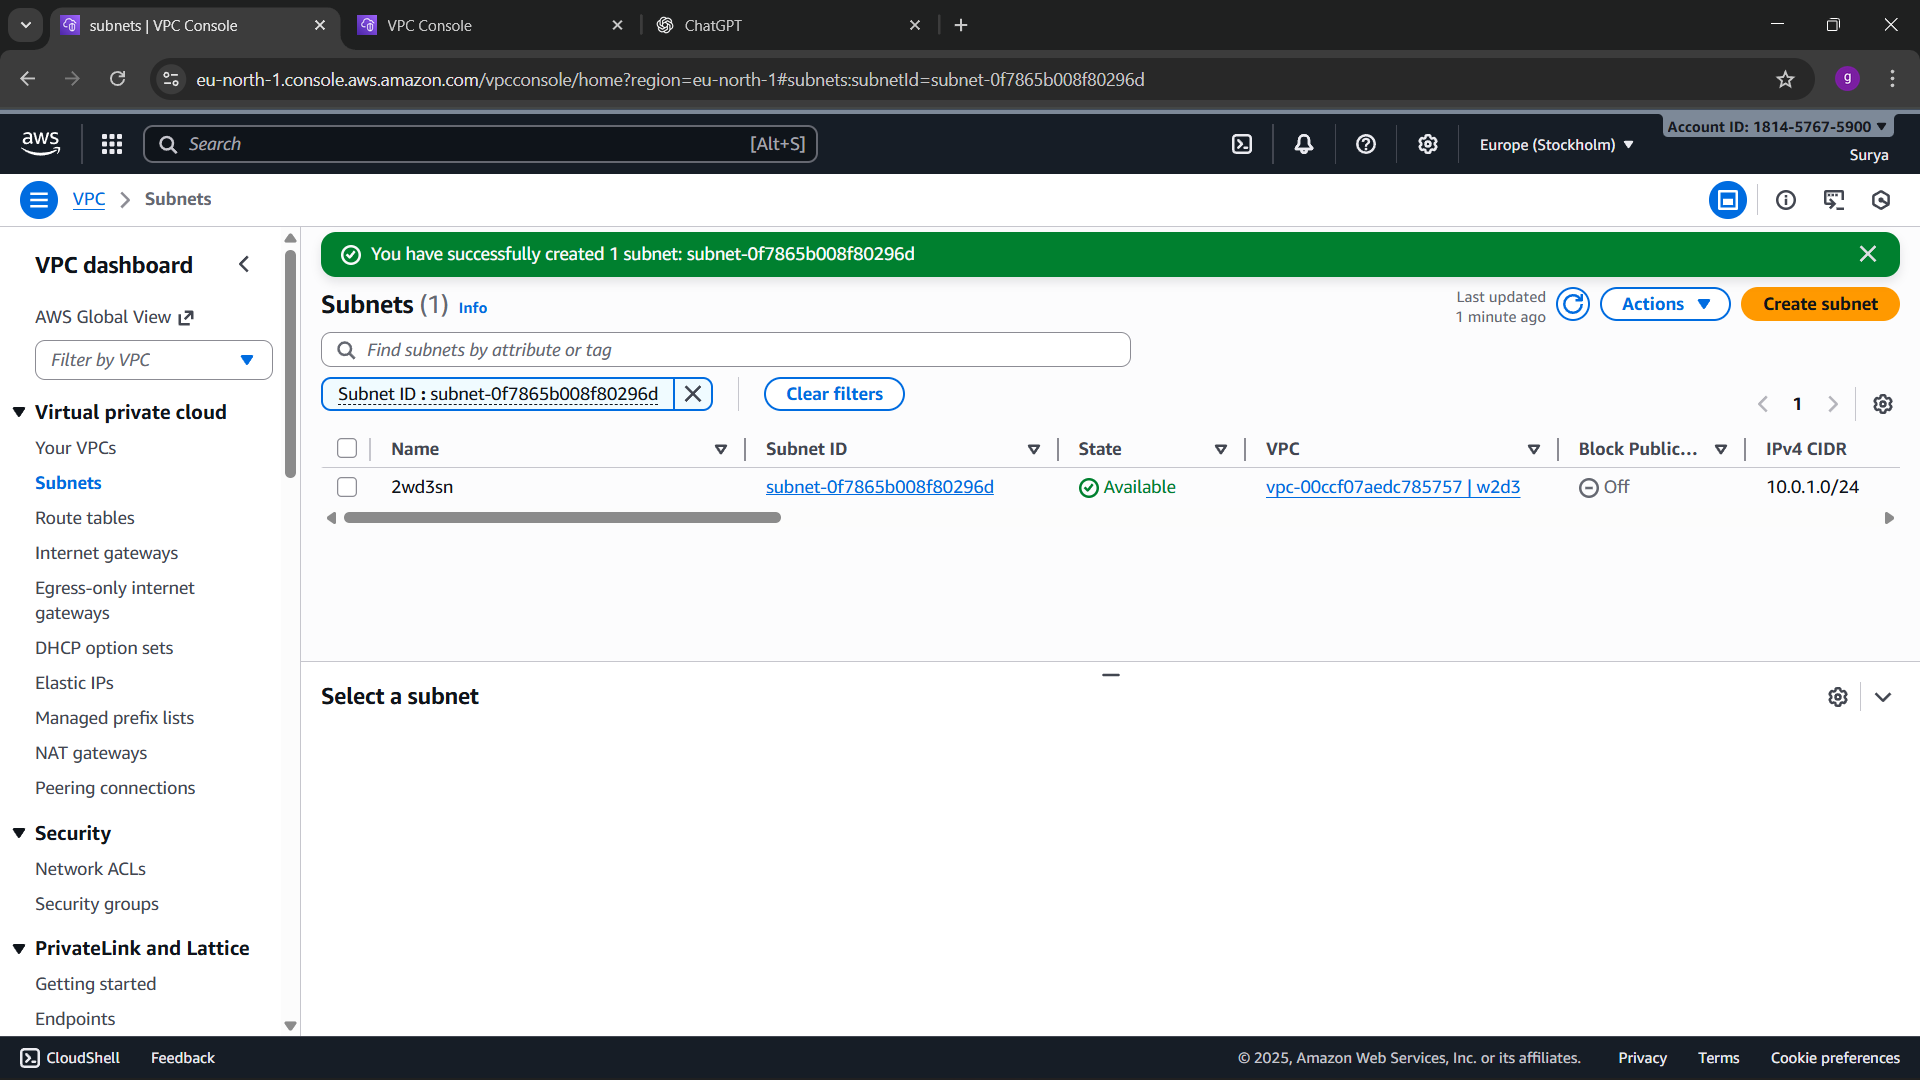 subnets | VPC Console
VPC Console
ChatGPT
eu-north-1.console.aws.amazon.com/vpcconsole/home?region=eu-north-1#subnets:subnetId=subnet-0f7865b008f80296d
g
aws
Search
[Alt+S]
Europe (Stockholm)
Account ID: 1814-5767-5900
Surya
VPC
Subnets
VPC dashboard
AWS Global View
Filter by VPC
Virtual private cloud
Your VPCs
Subnets
Route tables
Internet gateways
Egress-only internet
gateways
DHCP option sets
Elastic IPs
Managed prefix lists
NAT gateways
Peering connections
Security
Network ACLs
Security groups
PrivateLink and Lattice
Getting started
Endpoints
You have successfully created 1 subnet: subnet-0f7865b008f80296d
Subnets (1) Info
Last updated
1 minute ago
Actions
Create subnet
Find subnets by attribute or tag
Subnet ID : subnet-0f7865b008f80296d
Clear filters
1
Name Subnet ID State VPC Block Public... IPv4 CIDR
2wd3sn subnet-0f7865b008f80296d Available vpc-00ccf07aedc785757 | w2d3 Off 10.0.1.0/24
Select a subnet
CloudShell
Feedback
© 2025, Amazon Web Services, Inc. or its affiliates.
Privacy
Terms
Cookie preferences